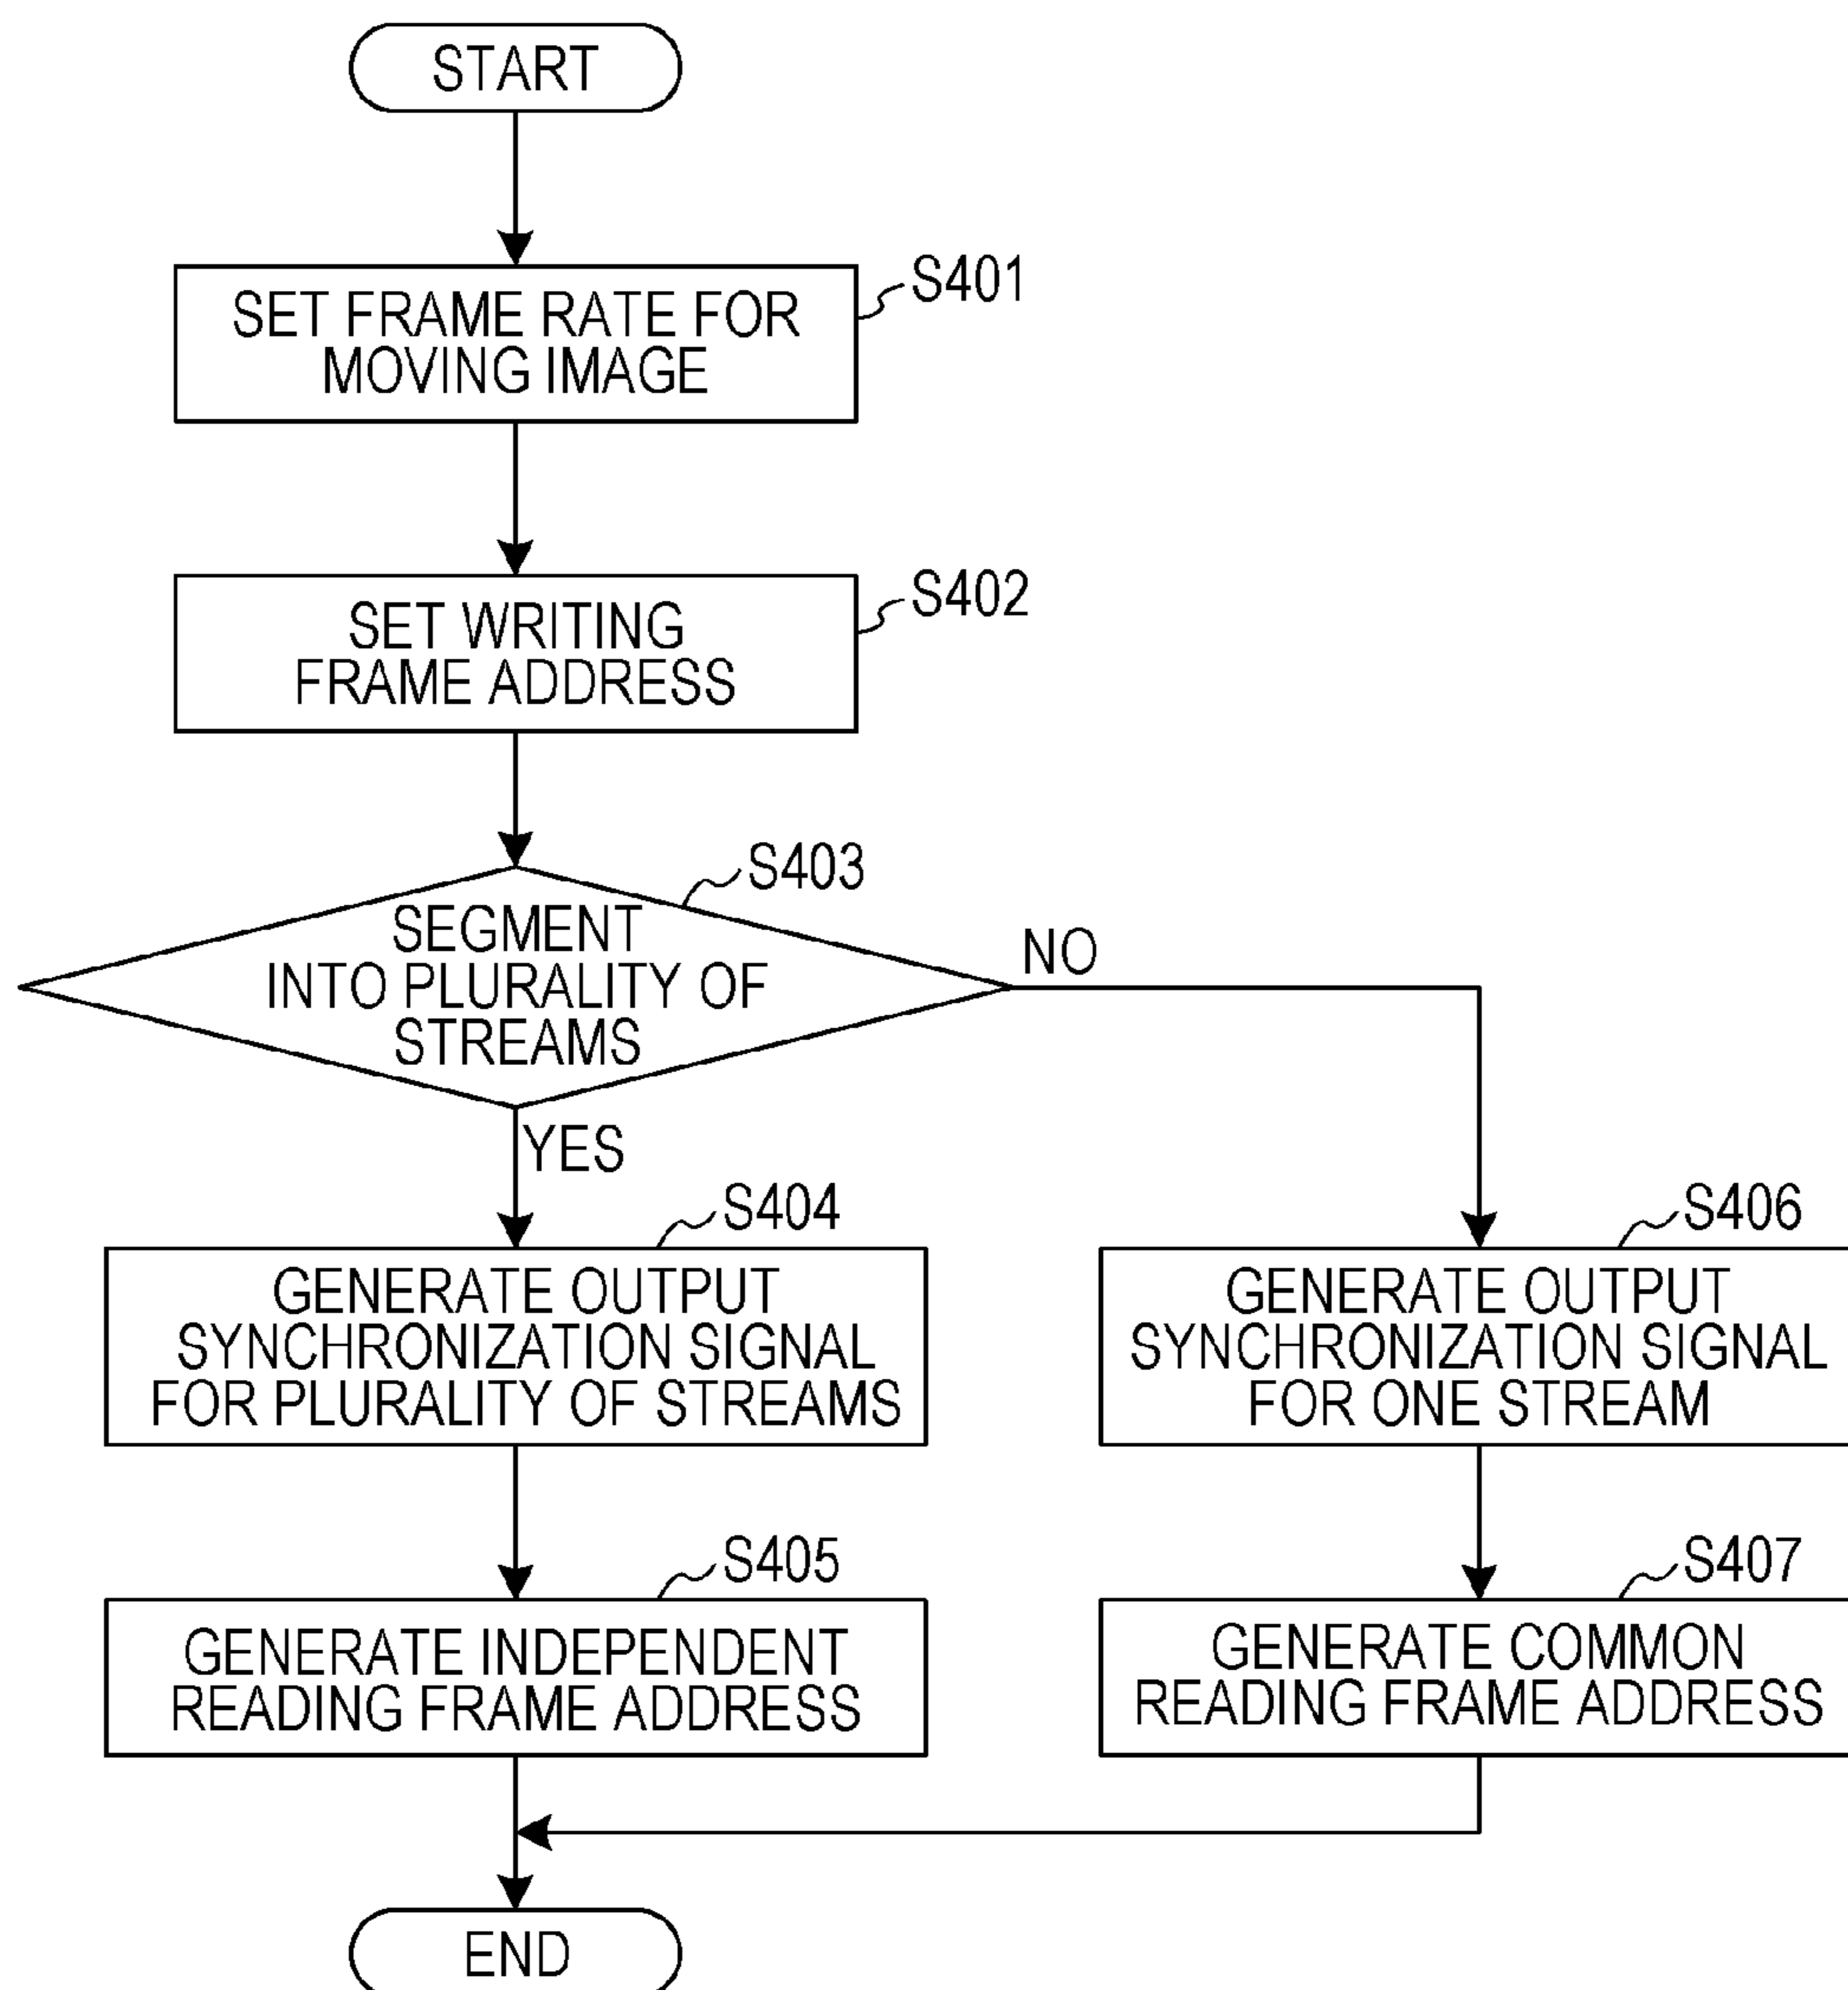 START
SET FRAME RATE FOR
MOVING IMAGE
S401
SET WRITING
FRAME ADDRESS
S402
SEGMENT
INTO PLURALITY OF
STREAMS
S403
NO
YES
GENERATE OUTPUT
SYNCHRONIZATION SIGNAL
FOR PLURALITY OF STREAMS
S404
GENERATE OUTPUT
SYNCHRONIZATION SIGNAL
FOR ONE STREAM
S406
GENERATE INDEPENDENT
READING FRAME ADDRESS
S405
GENERATE COMMON
READING FRAME ADDRESS
S407
END